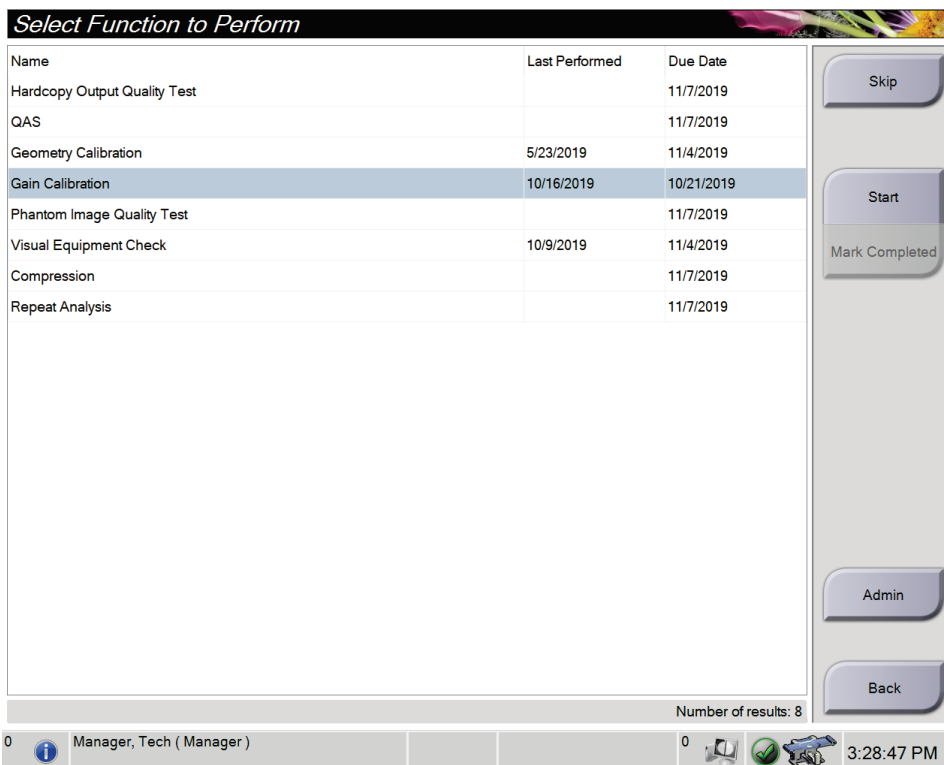 Select Function to Perform
Name Last Performed Due Date
Hardcopy Output Quality Test 11/7/2019
QAS 11/7/2019
Geometry Calibration 5/23/2019 11/4/2019
Gain Calibration 10/16/2019 10/21/2019
Phantom Image Quality Test 11/7/2019
Visual Equipment Check 10/9/2019 11/4/2019
Compression 11/7/2019
Repeat Analysis 11/7/2019
Number of results: 8
Skip
Start
Mark Completed
Admin
Back
0 i Manager, Tech ( Manager ) 0 3:28:47 PM